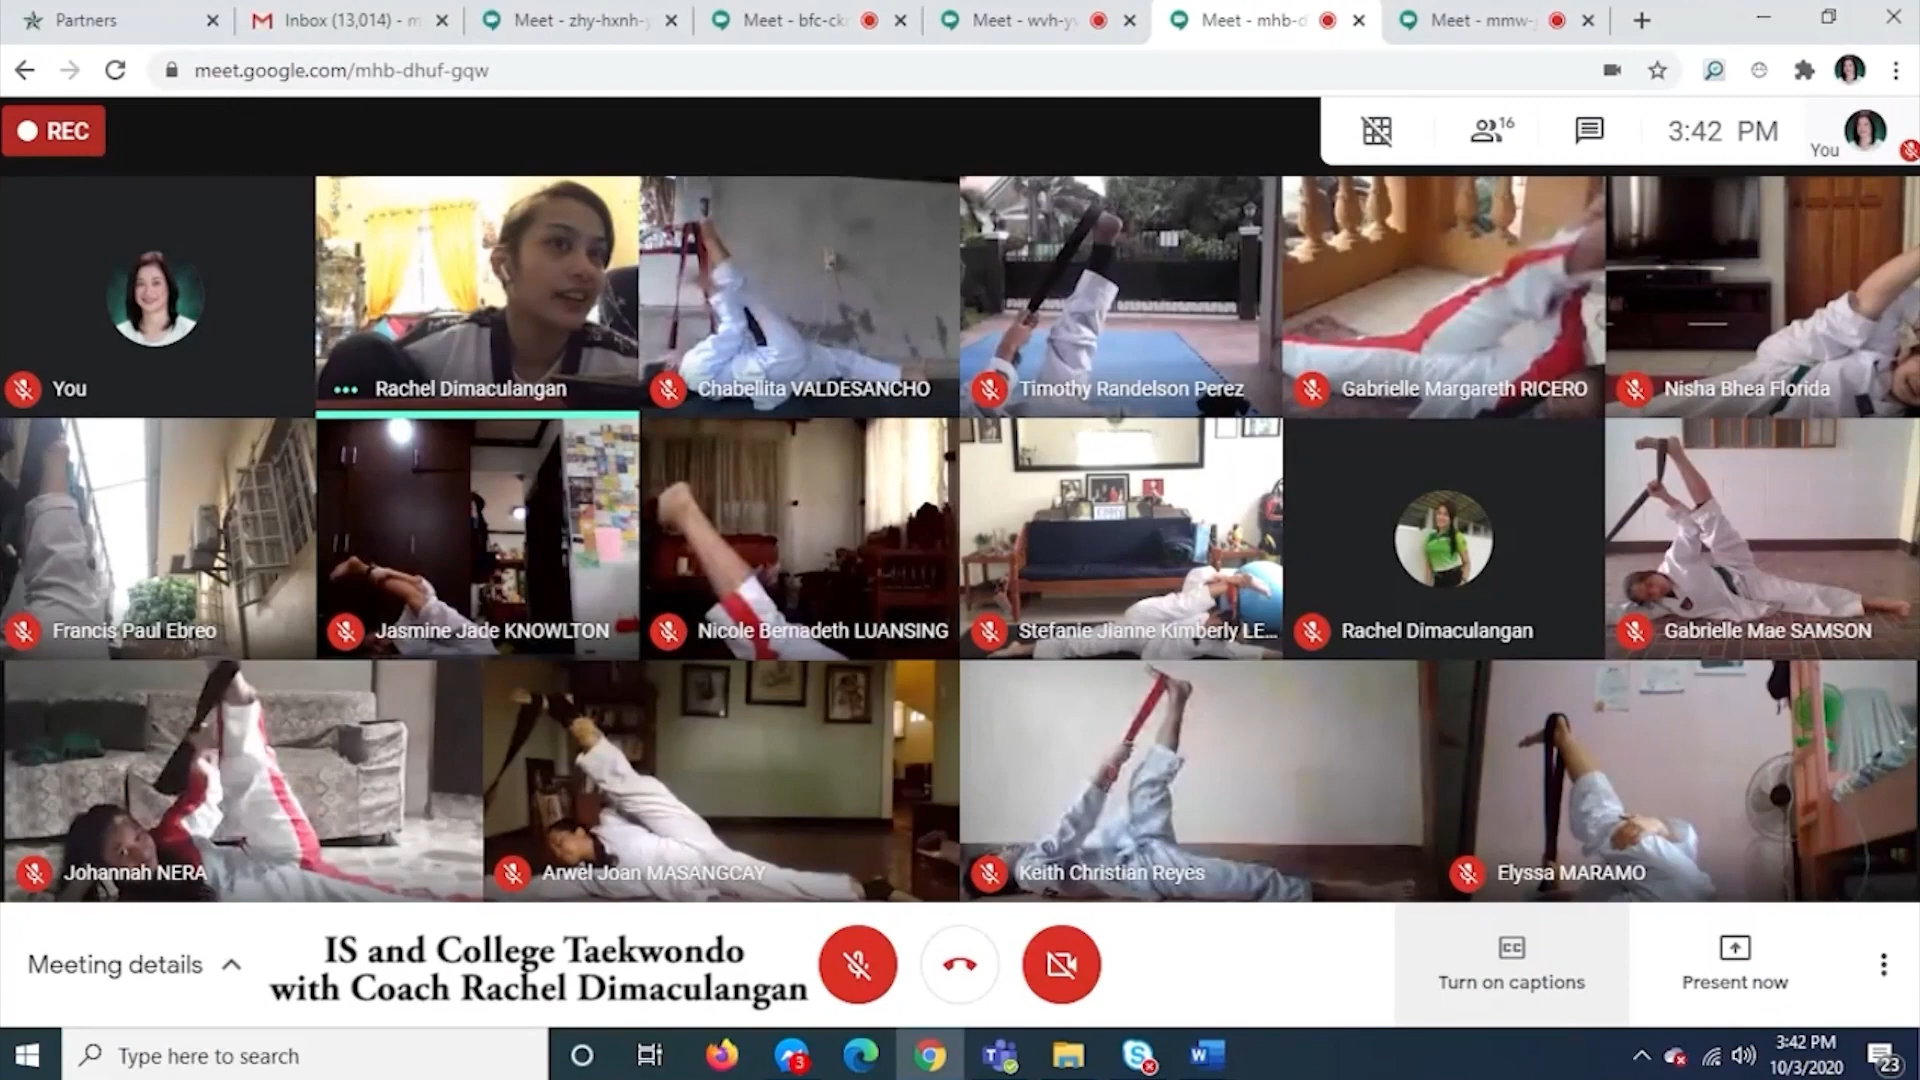 Partners
Inbox (13,014) - m
Meet - zhy-hxnh-
Meet - bfc-ck
Meet - wvh-y
Meet - mhb-d
Meet - mmw-
meet.google.com/mhb-dhuf-gqw
REC
16
3:42 PM
You
You
Rachel Dimaculangan
Chabellita VALDESANCHO
Timothy Randelson Perez
Gabrielle Margareth RICERO
Nisha Bhea Florida
Francis Paul Ebreo
Jasmine Jade KNOWLTON
Nicole Bernadeth LUANSING
Stefanie Jianne Kimberly LE...
Rachel Dimaculangan
Gabrielle Mae SAMSON
Johannah NERA
Arwel Joan MASANGCAY
Keith Christian Reyes
Elyssa MARAMO
Meeting details
IS and College Taekwondo
with Coach Rachel Dimaculangan
CC
Turn on captions
Present now
Type here to search
3
3:42 PM
10/3/2020
23